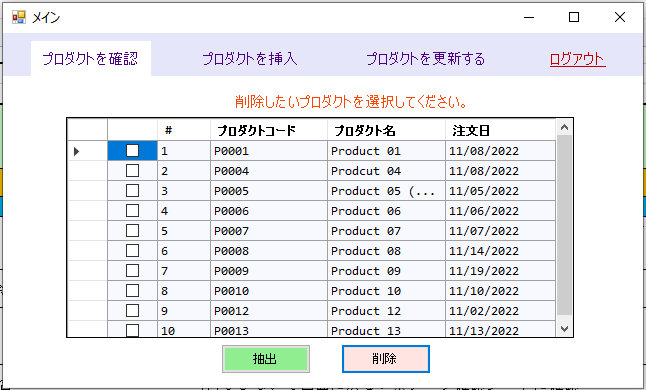 メイン
プロダクトを確認 プロダクトを挿入 プロダクトを更新する ログアウト
削除したいプロダクトを選択してください。
# プロダクトコード プロダクト名 注文日
1 P0001 Product 01 11/08/2022
2 P0004 Prodcut 04 11/08/2022
3 P0005 Product 05 (... 11/05/2022
4 P0006 Product 06 11/06/2022
5 P0007 Product 07 11/07/2022
6 P0008 Product 08 11/14/2022
7 P0009 Product 09 11/19/2022
8 P0010 Product 10 11/10/2022
9 P0012 Product 12 11/02/2022
10 P0013 Product 13 11/13/2022
抽出 削除